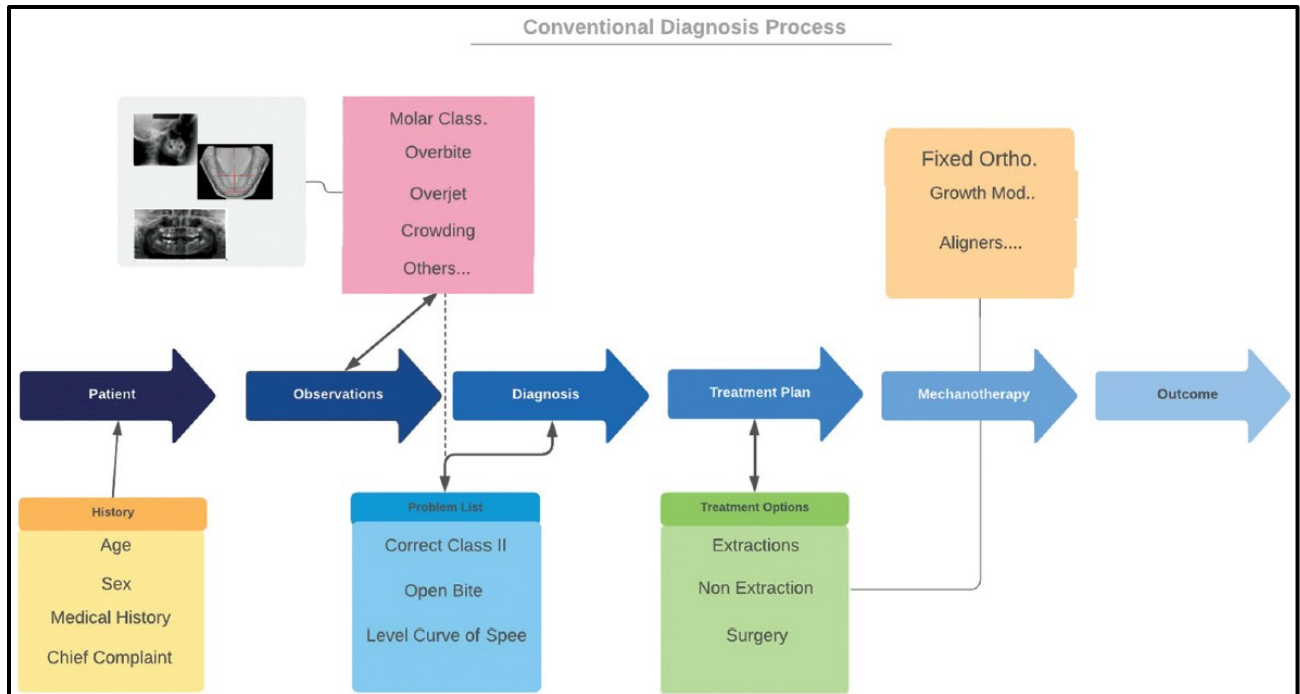 Conventional Diagnosis Process
Molar Class.
Overbite
Overjet
Crowding
Others...
Fixed Ortho.
Growth Mod..
Aligners....
Patient
Observations
Diagnosis
Treatment Plan
Mechanotherapy
Outcome
History
Age
Sex
Medical History
Chief Complaint
Problem List
Correct Class II
Open Bite
Level Curve of Spee
Treatment Options
Extractions
Non Extraction
Surgery